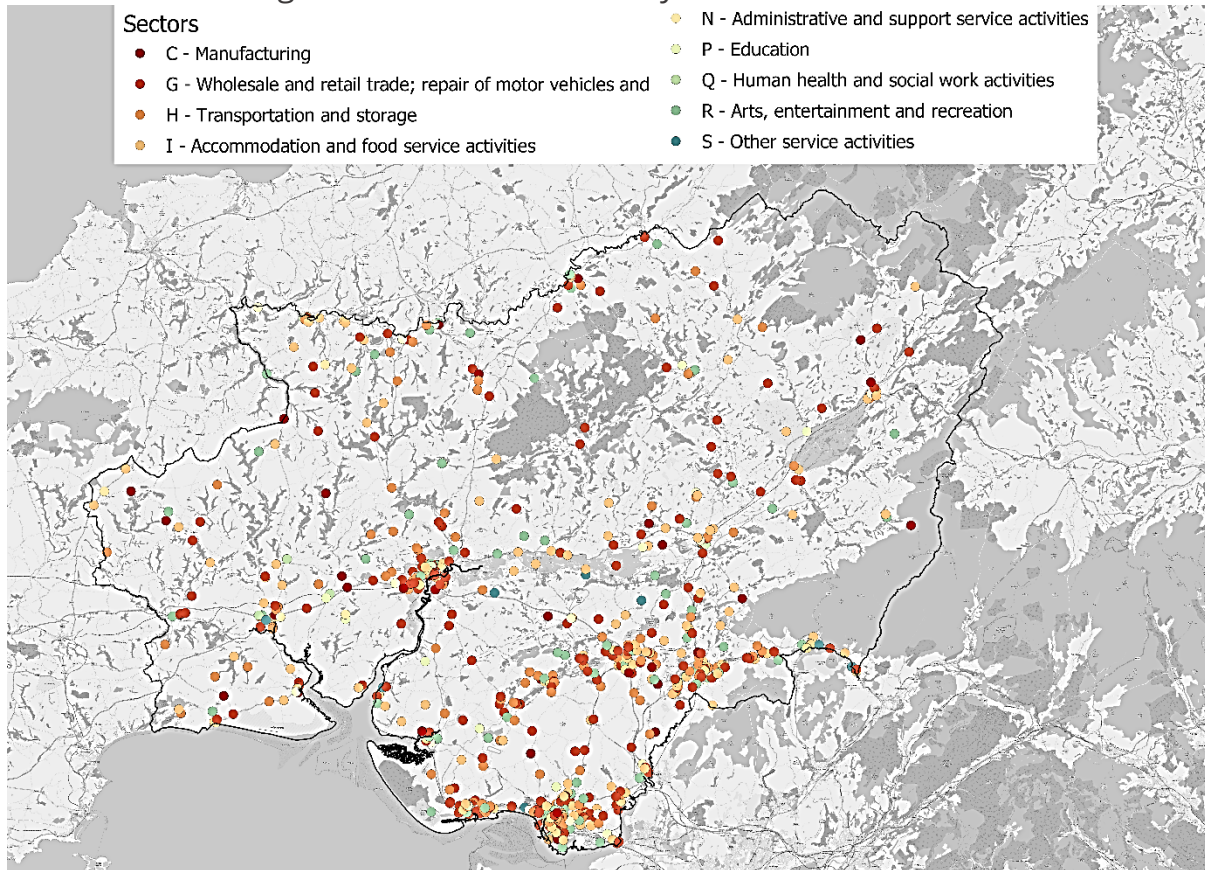 Sectors
C - Manufacturing
G - Wholesale and retail trade; repair of motor vehicles and
H - Transportation and storage
I - Accommodation and food service activities
N - Administrative and support service activities
P - Education
Q - Human health and social work activities
R - Arts, entertainment and recreation
S - Other service activities